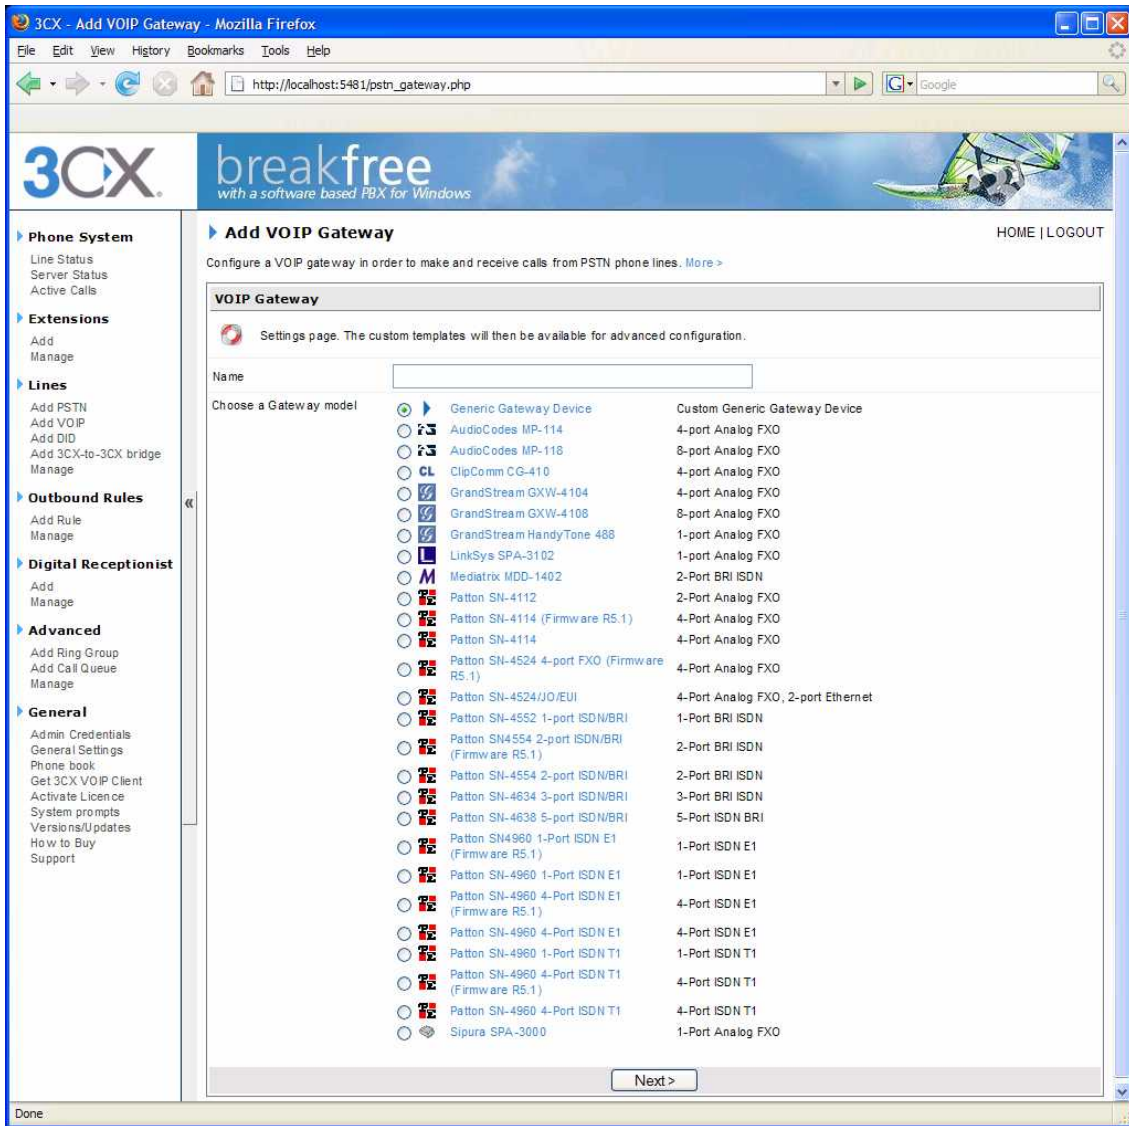 3CX - Add VOIP Gateway - Mozilla Firefox
File Edit View History Bookmarks Tools Help
http://localhost:5481/pstn_gateway.php
G Google
3CX.
breakfree
with a software based PBX for Windows
Phone System
Line Status
Server Status
Active Calls
Extensions
Add
Manage
Lines
Add PSTN
Add VOIP
Add DID
Add 3CX-to-3CX bridge
Manage
Outbound Rules
Add Rule
Manage
Digital Receptionist
Add
Manage
Advanced
Add Ring Group
Add Call Queue
Manage
General
Admin Credentials
General Settings
Phone book
Get 3CX VOIP Client
Activate Licence
System prompts
Versions/Updates
How to Buy
Support
«
Add VOIP Gateway
HOME | LOGOUT
Configure a VOIP gateway in order to make and receive calls from PSTN phone lines. More >
VOIP Gateway
Settings page. The custom templates will then be available for advanced configuration.
Name
Choose a Gateway model
Generic Gateway Device Custom Generic Gateway Device
AudioCodes MP-114 4-port Analog FXO
AudioCodes MP-118 8-port Analog FXO
CL ClipComm CG-410 4-port Analog FXO
GrandStream GXW-4104 4-port Analog FXO
GrandStream GXW-4108 8-port Analog FXO
GrandStream HandyTone 488 1-port Analog FXO
L LinkSys SPA-3102 1-port Analog FXO
M Mediatrix MDD-1402 2-Port BRI ISDN
Patton SN-4112 2-Port Analog FXO
Patton SN-4114 (Firmware R5.1) 4-Port Analog FXO
Patton SN-4114 4-Port Analog FXO
Patton SN-4524 4-port FXO (Firmware
R5.1) 4-Port Analog FXO
Patton SN-4524/JO/EUI 4-Port Analog FXO, 2-port Ethernet
Patton SN-4552 1-port ISDN/BRI 1-Port BRI ISDN
Patton SN4554 2-port ISDN/BRI
(Firmware R5.1) 2-Port BRI ISDN
Patton SN-4554 2-port ISDN/BRI 2-Port BRI ISDN
Patton SN-4634 3-port ISDN/BRI 3-Port BRI ISDN
Patton SN-4638 5-port ISDN/BRI 5-Port ISDN BRI
Patton SN4960 1-Port ISDN E1
(Firmware R5.1) 1-Port ISDN E1
Patton SN-4960 1-Port ISDN E1 1-Port ISDN E1
Patton SN-4960 4-Port ISDN E1
(Firmware R5.1) 4-Port ISDN E1
Patton SN-4960 4-Port ISDN E1 4-Port ISDN E1
Patton SN-4960 1-Port ISDN T1 1-Port ISDN T1
Patton SN-4960 4-Port ISDN T1
(Firmware R5.1) 4-Port ISDN T1
Patton SN-4960 4-Port ISDN T1 4-Port ISDN T1
Sipura SPA-3000 1-Port Analog FXO
Next >
Done